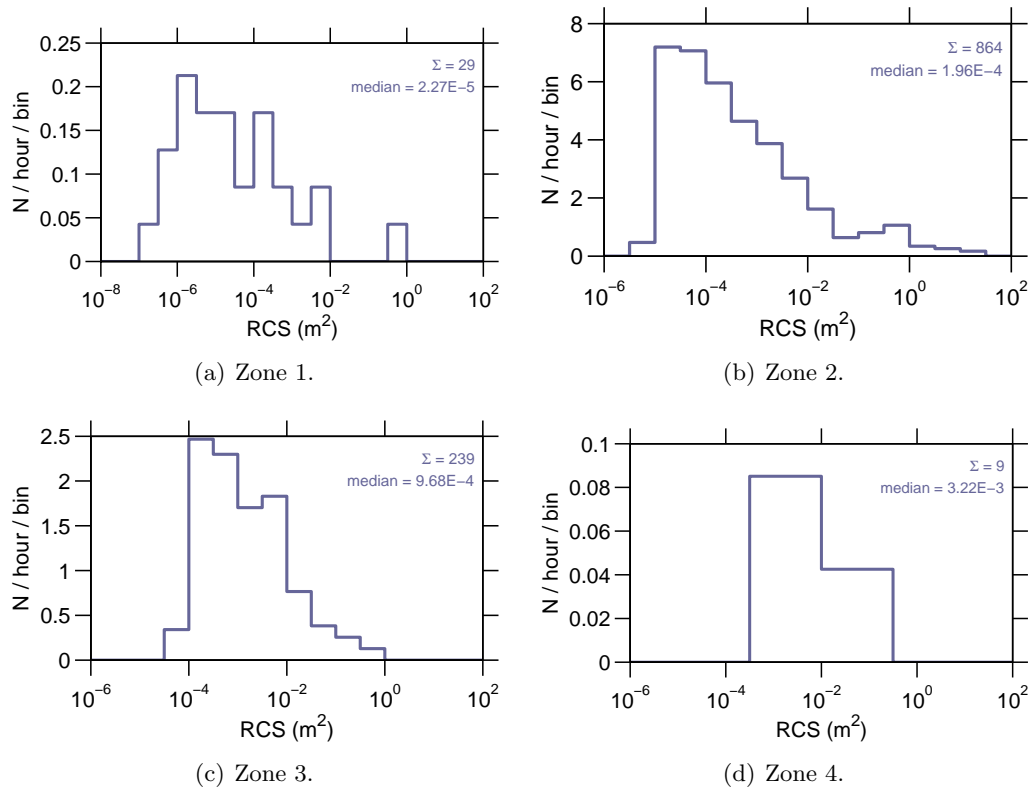 0.25
0.2
0.15
0.1
0.05
0
N / hour / bin
Σ = 29
median = 2.27E−5
10⁻⁸ 10⁻⁶ 10⁻⁴ 10⁻² 10⁰ 10²
RCS (m²)
(a) Zone 1.
8
6
4
2
0
N / hour / bin
Σ = 864
median = 1.96E−4
10⁻⁶ 10⁻⁴ 10⁻² 10⁰ 10²
RCS (m²)
(b) Zone 2.
2.5
2
1.5
1
0.5
0
N / hour / bin
Σ = 239
median = 9.68E−4
10⁻⁶ 10⁻⁴ 10⁻² 10⁰ 10²
RCS (m²)
(c) Zone 3.
0.1
0.08
0.06
0.04
0.02
0
N / hour / bin
Σ = 9
median = 3.22E−3
10⁻⁶ 10⁻⁴ 10⁻² 10⁰ 10²
RCS (m²)
(d) Zone 4.